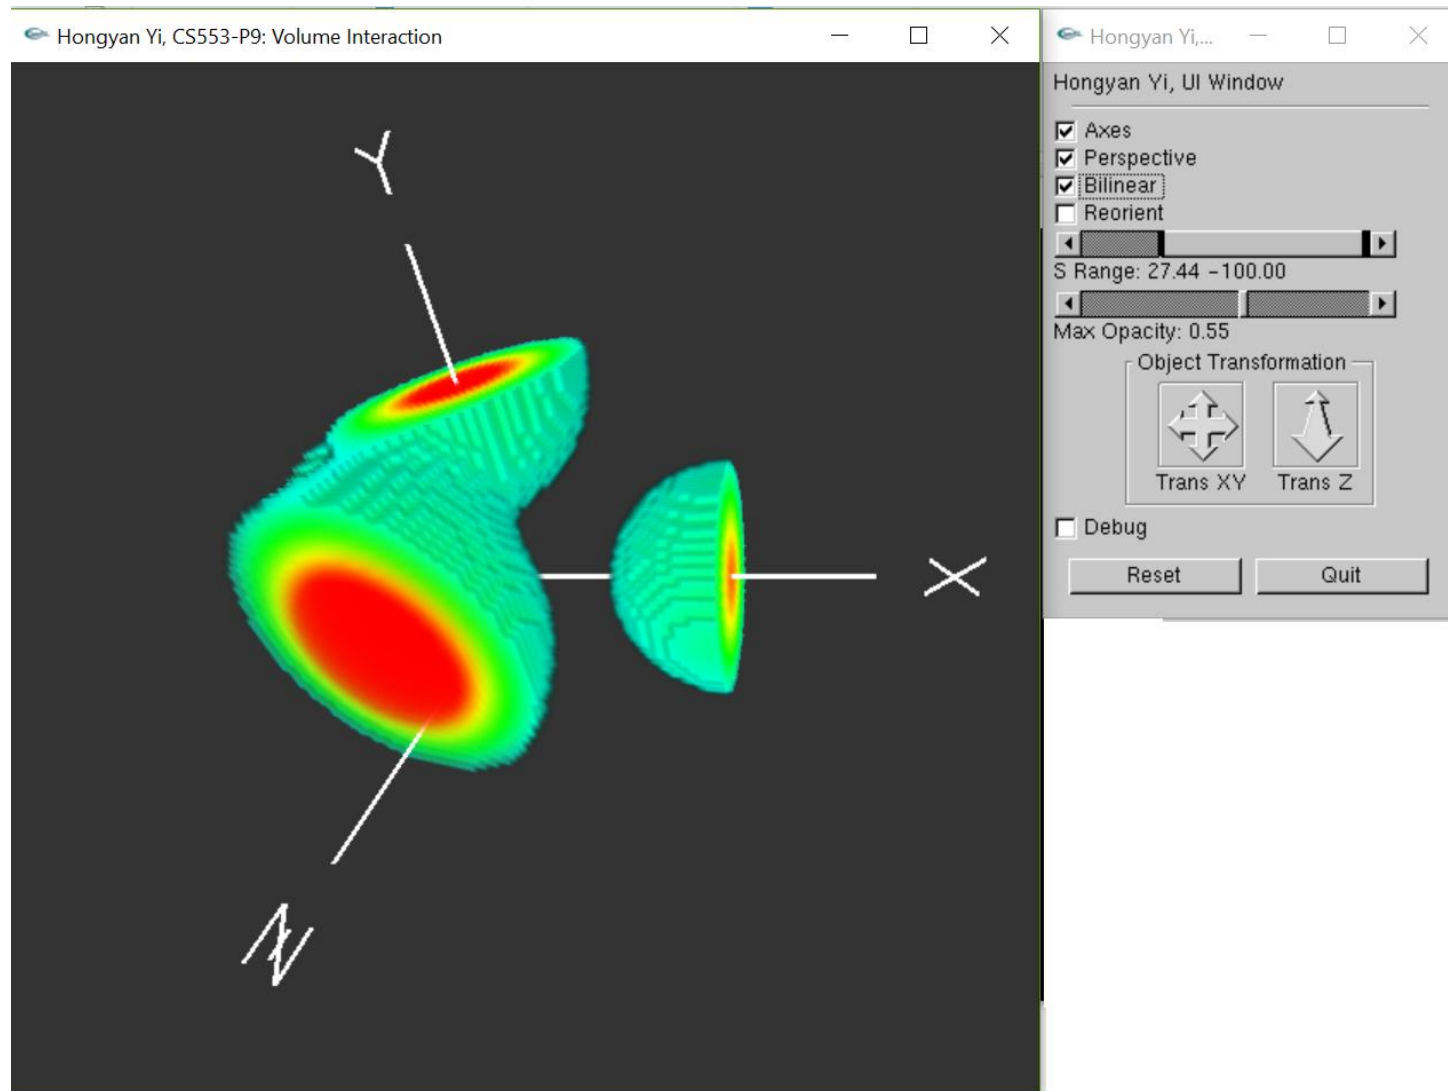 Hongyan Yi, CS553-P9: Volume Interaction
Y
X
Z
Hongyan Yi,...
Hongyan Yi, UI Window
Axes
Perspective
Bilinear
Reorient
S Range: 27.44 -100.00
Max Opacity: 0.55
Object Transformation
Trans XY Trans Z
Debug
Reset Quit